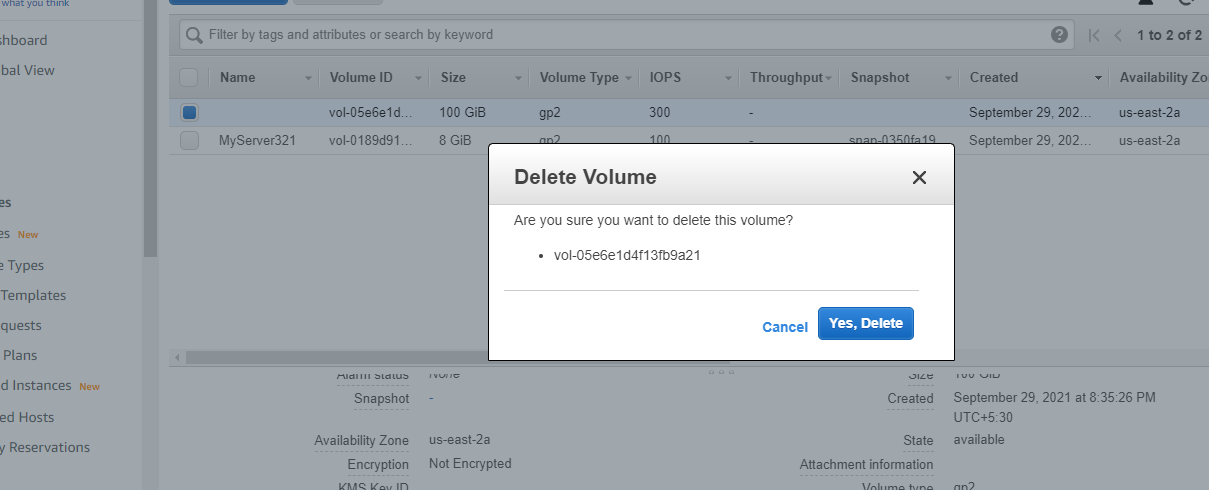 what you think
shboard
Filter by tags and attributes or search by keyword
1 to 2 of 2
bal View
Name Volume ID Size Volume Type IOPS Throughput Snapshot Created Availability Zo
vol-05e6e1d... 100 GiB gp2 300 - September 29, 202... us-east-2a
MyServer321 vol-0189d91... 8 GiB gp2 100 - snap-0350fa19 September 29, 202... us-east-2a
Delete Volume
Are you sure you want to delete this volume?
• vol-05e6e1d4f13fb9a21
Cancel Yes, Delete
es
es New
e Types
Templates
quests
Plans
d Instances New
ed Hosts
y Reservations
Alarm status None
Size 100 GiB
Snapshot -
Created September 29, 2021 at 8:35:26 PM
UTC+5:30
Availability Zone us-east-2a
State available
Encryption Not Encrypted
Attachment information
KMS Key ID
Volume type gp2